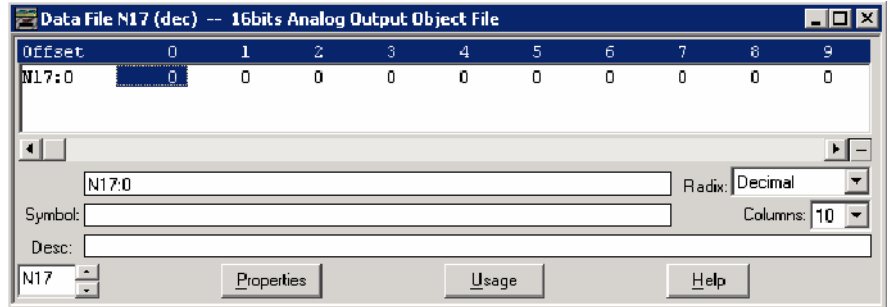 Data File N17 (dec) -- 16bits Analog Output Object File
Offset 0 1 2 3 4 5 6 7 8 9
N17:0 0 0 0 0 0 0 0 0 0 0
N17:0 Radix: Decimal
Symbol: Columns: 10
Desc:
N17 Properties Usage Help